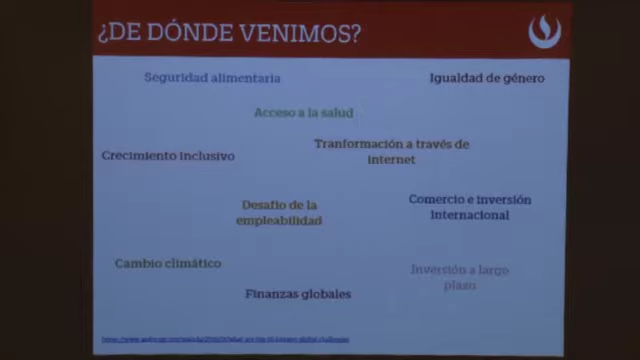 ¿DE DÓNDE VENIMOS?
Seguridad alimentaria
Igualdad de género
Acceso a la salud
Tranformación a través de
internet
Crecimiento inclusivo
Desafío de la
empleabilidad
Comercio e inversión
Internacional
Cambio climático
Inversión a largo
plazo
Finanzas globales